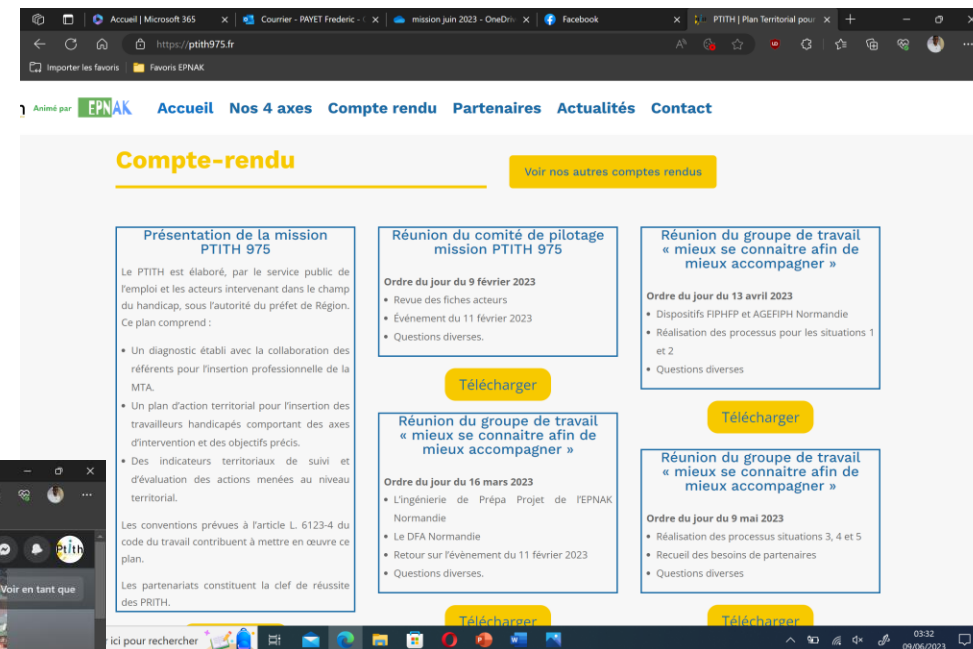 Accueil | Microsoft 365
Courrier - PAYET Frederic -
mission juin 2023 - OneDriv
Facebook
PTITH | Plan Territorial pour
https://ptith975.fr
Importer les favoris
Favoris EPNAK
Animé par EPNAK
Accueil Nos 4 axes Compte rendu Partenaires Actualités Contact
Compte-rendu
Voir nos autres comptes rendus
Présentation de la mission
PTITH 975
Le PTITH est élaboré, par le service public de
l'emploi et les acteurs intervenant dans le champ
du handicap, sous l'autorité du préfet de Région.
Ce plan comprend :
• Un diagnostic établi avec la collaboration des
référents pour l'insertion professionnelle de la
MTA.
• Un plan d'action territorial pour l'insertion des
travailleurs handicapés comportant des axes
d'intervention et des objectifs précis.
• Des indicateurs territoriaux de suivi et
d'évaluation des actions menées au niveau
territorial.
Les conventions prévues à l'article L. 6123-4 du
code du travail contribuent à mettre en œuvre ce
plan.
Les partenariats constituent la clef de réussite
des PRITH.
Réunion du comité de pilotage
mission PTITH 975
Ordre du jour du 9 février 2023
• Revue des fiches acteurs
• Événement du 11 février 2023
• Questions diverses.
Télécharger
Réunion du groupe de travail
« mieux se connaitre afin de
mieux accompagner »
Ordre du jour du 16 mars 2023
• L'ingénierie de Prépa Projet de l'EPNAK
Normandie
• Le DFA Normandie
• Retour sur l'évènement du 11 février 2023
• Questions diverses.
Télécharger
Réunion du groupe de travail
« mieux se connaitre afin de
mieux accompagner »
Ordre du jour du 13 avril 2023
• Dispositifs FIPHFP et AGEFIPH Normandie
• Réalisation des processus pour les situations 1
et 2
• Questions diverses
Télécharger
Réunion du groupe de travail
« mieux se connaitre afin de
mieux accompagner »
Ordre du jour du 9 mai 2023
• Réalisation des processus situations 3, 4 et 5
• Recueil des besoins de partenaires
• Questions diverses
Télécharger
Ptith
Voir en tant que
ici pour rechercher
03:32
09/06/2023